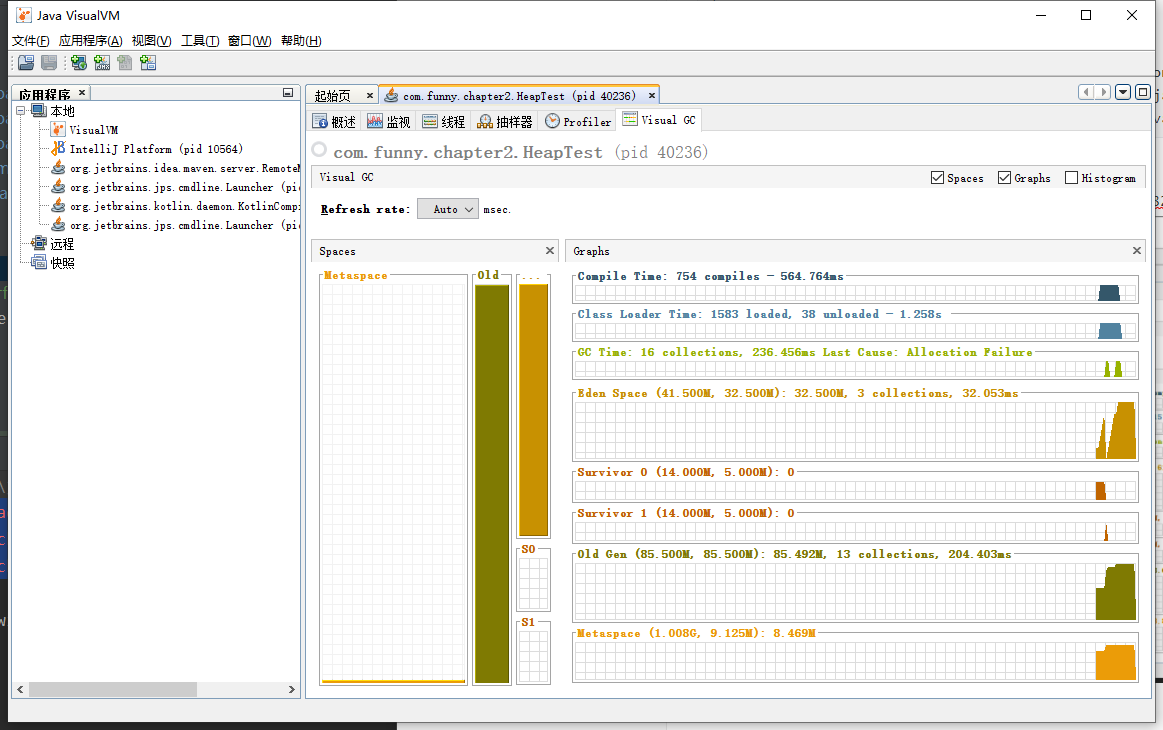 Java VisualVM
文件(F) 应用程序(A) 视图(V) 工具(T) 窗口(W) 帮助(H)
应用程序
本地
VisualVM
IntelliJ Platform (pid 10564)
org.jetbrains.idea.maven.server.RemoteM
org.jetbrains.jps.cmdline.Launcher (pi
org.jetbrains.kotlin.daemon.KotlinCompi
org.jetbrains.jps.cmdline.Launcher (pi
远程
快照
起始页 com.funny.chapter2.HeapTest (pid 40236)
概述 监视 线程 抽样器 Profiler Visual GC
com.funny.chapter2.HeapTest (pid 40236)
Visual GC Spaces Graphs Histogram
Refresh rate: Auto msec.
Spaces
Metaspace Old ...
S0
S1
Graphs
Compile Time: 754 compiles - 564.764ms
Class Loader Time: 1583 loaded, 38 unloaded - 1.258s
GC Time: 16 collections, 236.456ms Last Cause: Allocation Failure
Eden Space (41.500M, 32.500M): 32.500M, 3 collections, 32.053ms
Survivor 0 (14.000M, 5.000M): 0
Survivor 1 (14.000M, 5.000M): 0
Old Gen (85.500M, 85.500M): 85.492M, 13 collections, 204.403ms
Metaspace (1.008G, 9.125M): 8.469M